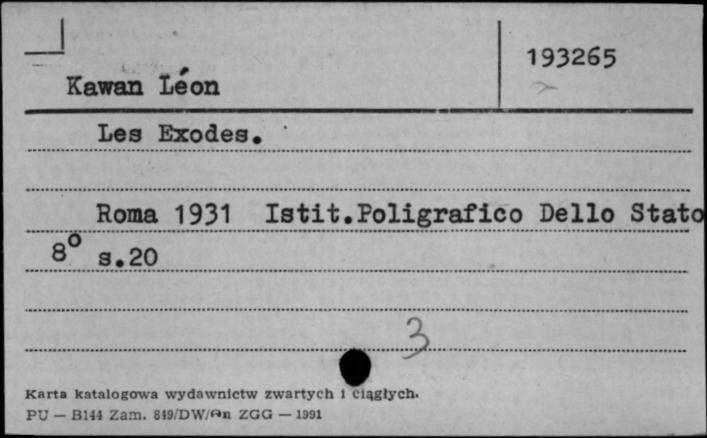 193265
Kawan Léon
Les Exodes.
Roma 1931 Istit.Poligrafico Dello Stato
8° s.20
3
Karta katalogowa wydawnictw zwartych i ciągłych.
PU — B144 Zam. 849/DW/An ZGG — 1991